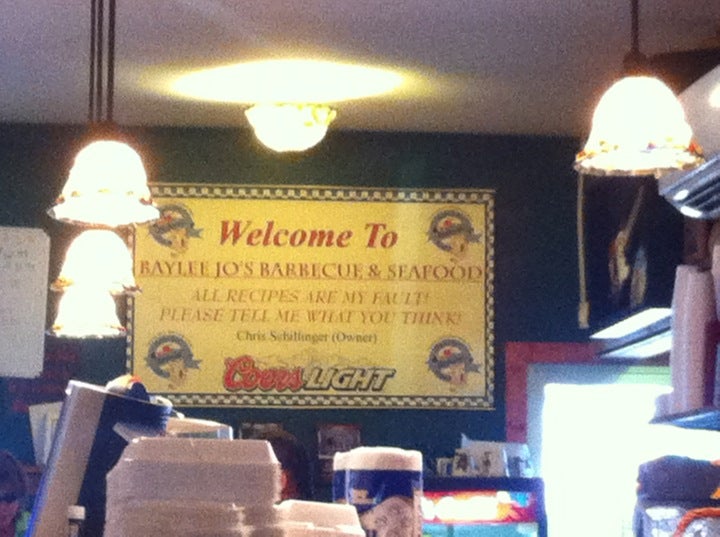 Welcome To
BAYLEE JO'S BARBECUE & SEAFOOD
ALL RECIPES ARE MY FAULT!
PLEASE TELL ME WHAT YOU THINK!
Chris Schillinger (Owner)
Coors LIGHT